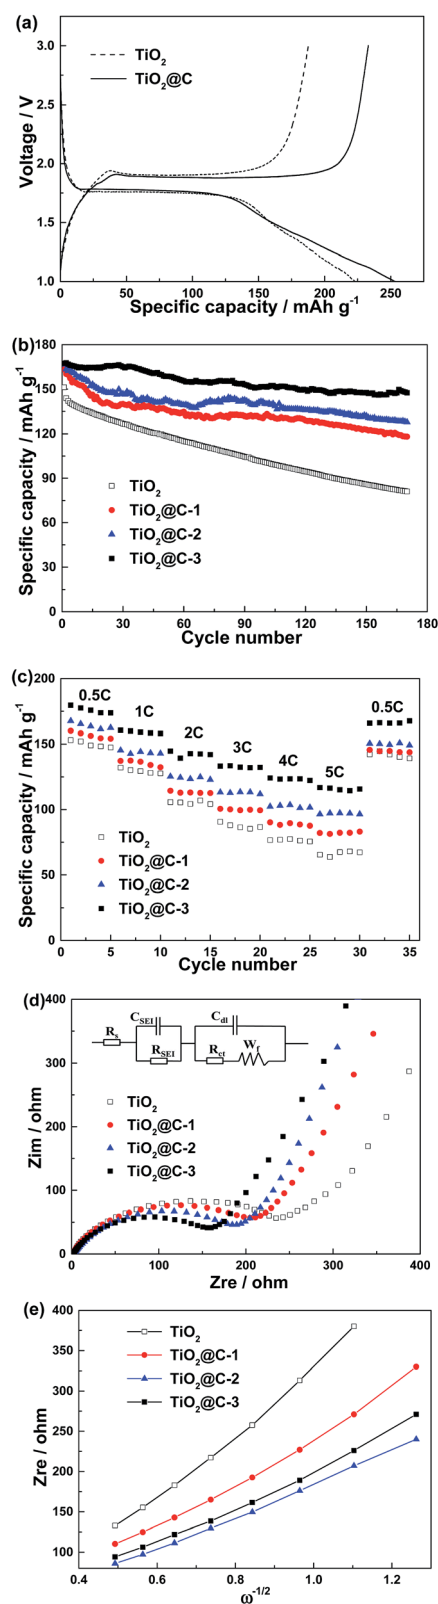 (a)
TiO2
TiO2@C
Voltage / V
3.0
2.5
2.0
1.5
1.0
0 50 100 150 200 250
Specific capacity / mAh g-1
(b)
180
150
120
90
60
30
0
Specific capacity / mAh g-1
TiO2
TiO2@C-1
TiO2@C-2
TiO2@C-3
0 30 60 90 120 150 180
Cycle number
(c)
200
150
100
50
0
Specific capacity / mAh g-1
0.5C
1C
2C
3C
4C
5C
0.5C
TiO2
TiO2@C-1
TiO2@C-2
TiO2@C-3
0 5 10 15 20 25 30 35
Cycle number
(d)
400
300
200
100
0
Zim / ohm
Rs
CSEI
RSEI
Cdl
Rct
Wf
TiO2
TiO2@C-1
TiO2@C-2
TiO2@C-3
0 100 200 300 400
Zre / ohm
(e)
400
350
300
250
200
150
100
Zre / ohm
TiO2
TiO2@C-1
TiO2@C-2
TiO2@C-3
0.4 0.6 0.8 1.0 1.2
ω-1/2